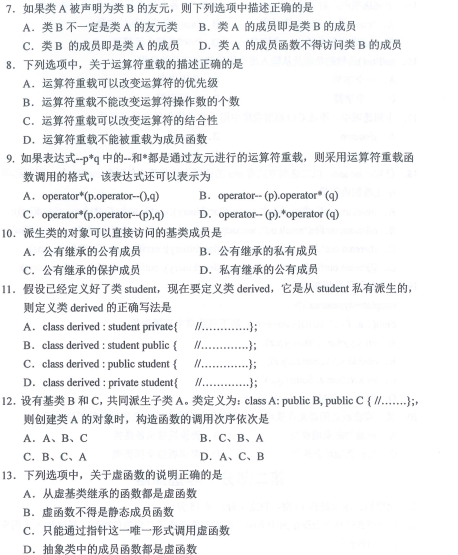 7．如果类 A 被声明为类 B 的友元，则下列选项中描述正确的是
A．类 B 不一定是类 A 的友元类 B．类 A 的成员即是类 B 的成员
C．类 B 的成员即是类 A 的成员 D．类 A 的成员函数不得访问类 B 的成员
8．下列选项中，关于运算符重载的描述正确的是
A．运算符重载可以改变运算符的优先级
B．运算符重载不能改变运算符操作数的个数
C．运算符重载可以改变运算符的结合性
D．运算符重载不能被重载为成员函数
9．如果表达式--p*q 中的--和*都是通过友元进行的运算符重载，则采用运算符重载函
数调用的格式，该表达式还可以表示为
A．operator*(p.operator--(),q) B．operator-- (p).operator* (q)
C．operator*(p.operator--(p),q) D．operator-- (p).*operator (q)
10．派生类的对象可以直接访问的基类成员是
A．公有继承的公有成员 B．公有继承的私有成员
C．公有继承的保护成员 D．私有继承的公有成员
11．假设已经定义好了类 student，现在要定义类 derived，它是从 student 私有派生的，
则定义类 derived 的正确写法是
A．class derived : student private{ //………….};
B．class derived : student public { //………….};
C．class derived : public student { //………….};
D．class derived : private student{ //………….};
12．设有基类 B 和 C，共同派生子类 A。类定义为：class A: public B, public C { //…….};，
则创建类 A 的对象时，构造函数的调用次序依次是
A．A、B、C B．C、B、A
C．B、C、A D．A、C、B
13．下列选项中，关于虚函数的说明正确的是
A．从虚基类继承的函数都是虚函数
B．虚函数不得是静态成员函数
C．只能通过指针这一唯一形式调用虚函数
D．抽象类中的成员函数都是虚函数